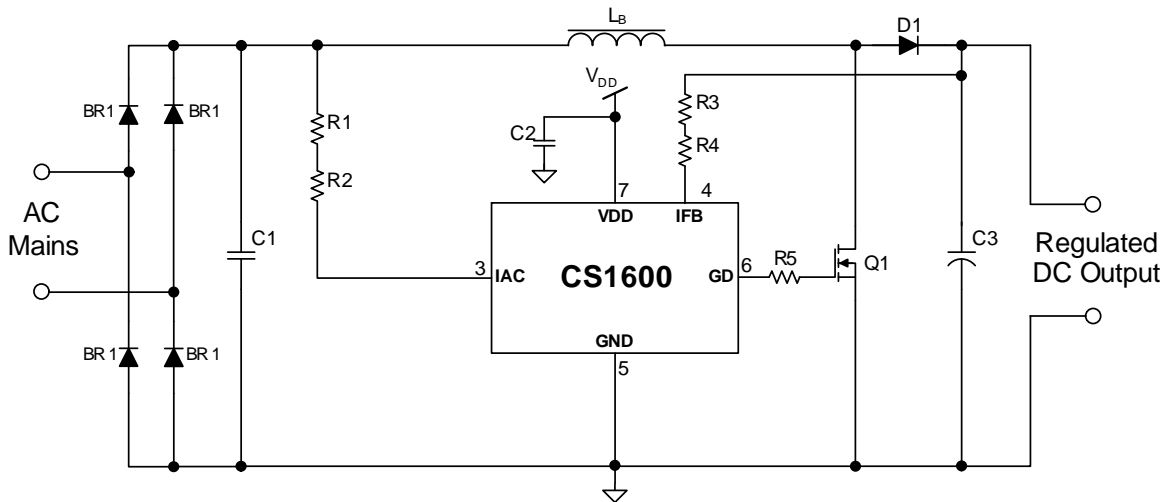 LB
D1
VDD
BR1
BR1
R1
R3
C2
R4
R2
7
4
AC
Mains
VDD
IFB
C1
3
IAC
CS1600
GD
6
R5
Q1
C3
Regulated
DC Output
BR1
BR1
GND
5